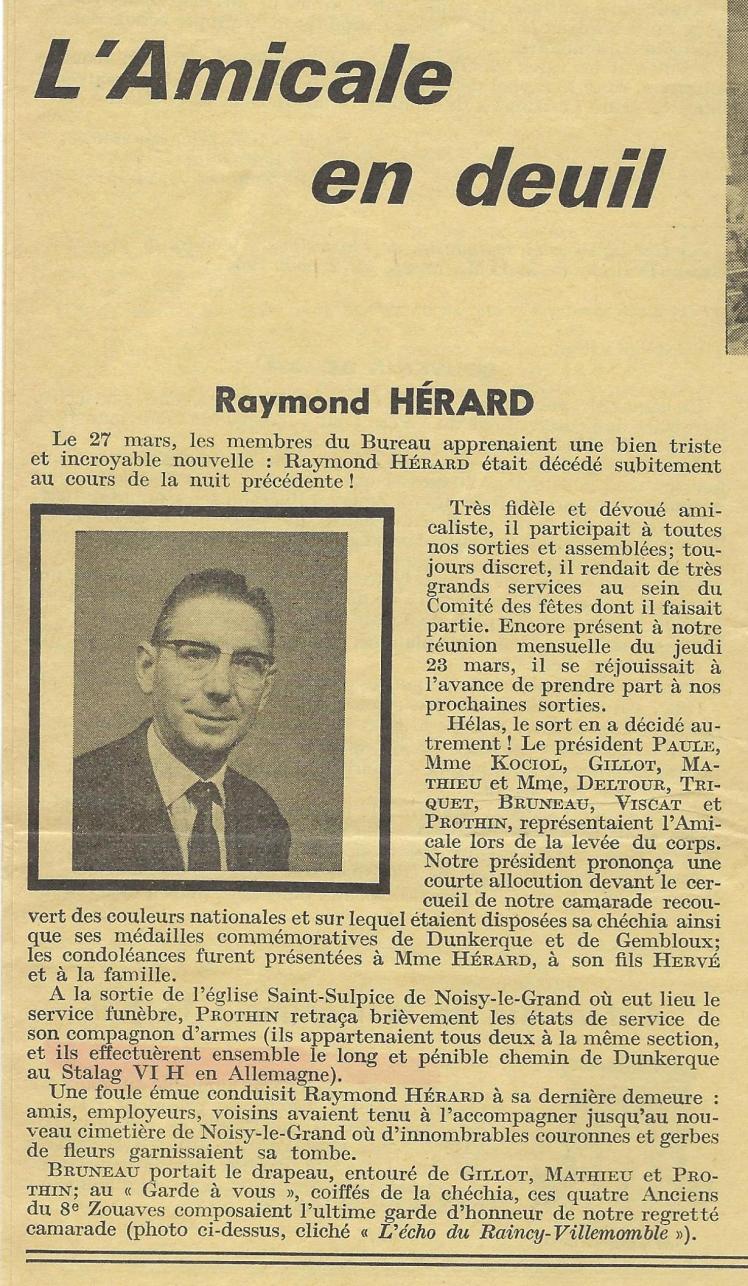 L'Amicale
en deuil
Raymond HÉRARD
Le 27 mars, les membres du Bureau apprenaient une bien triste
et incroyable nouvelle : Raymond HÉRARD était décédé subitement
au cours de la nuit précédente !
Très fidèle et dévoué ami-
caliste, il participait à toutes
nos sorties et assemblées; tou-
jours discret, il rendait de très
grands services au sein du
Comité des fêtes dont il faisait
partie. Encore présent à notre
réunion mensuelle du jeudi
23 mars, il se réjouissait à
l'avance de prendre part à nos
prochaines sorties.
Hélas, le sort en a décidé au-
trement ! Le président PAULE,
Mme KOCIOL, GILLOT, MA-
THIEU et Mme, DELTOUR, TRI-
QUET, BRUNEAU, VISCAT et
PROTHIN, représentaient l'Ami-
cale lors de la levée du corps.
Notre président prononça une
courte allocution devant le cer-
cueil de notre camarade recou-
vert des couleurs nationales et sur lequel étaient disposées sa chéchia ainsi
que ses médailles commémoratives de Dunkerque et de Gembloux;
les condoléances furent présentées à Mme HÉRARD, à son fils HERVÉ
et à la famille.
A la sortie de l'église Saint-Sulpice de Noisy-le-Grand où eut lieu le
service funèbre, PROTHIN retraça brièvement les états de service de
son compagnon d'armes (ils appartenaient tous deux à la même section,
et ils effectuèrent ensemble le long et pénible chemin de Dunkerque
au Stalag VI H en Allemagne).
Une foule émue conduisit Raymond HÉRARD à sa dernière demeure :
amis, employeurs, voisins avaient tenu à l'accompagner jusqu'au nou-
veau cimetière de Noisy-le-Grand où d'innombrables couronnes et gerbes
de fleurs garnissaient sa tombe.
BRUNEAU portait le drapeau, entouré de GILLOT, MATHIEU et PRO-
THIN; au « Garde à vous », coiffés de la chéchia, ces quatre Anciens
du 8e Zouaves composaient l'ultime garde d'honneur de notre regretté
camarade (photo ci-dessus, cliché « L'écho du Raincy-Villemomble »).